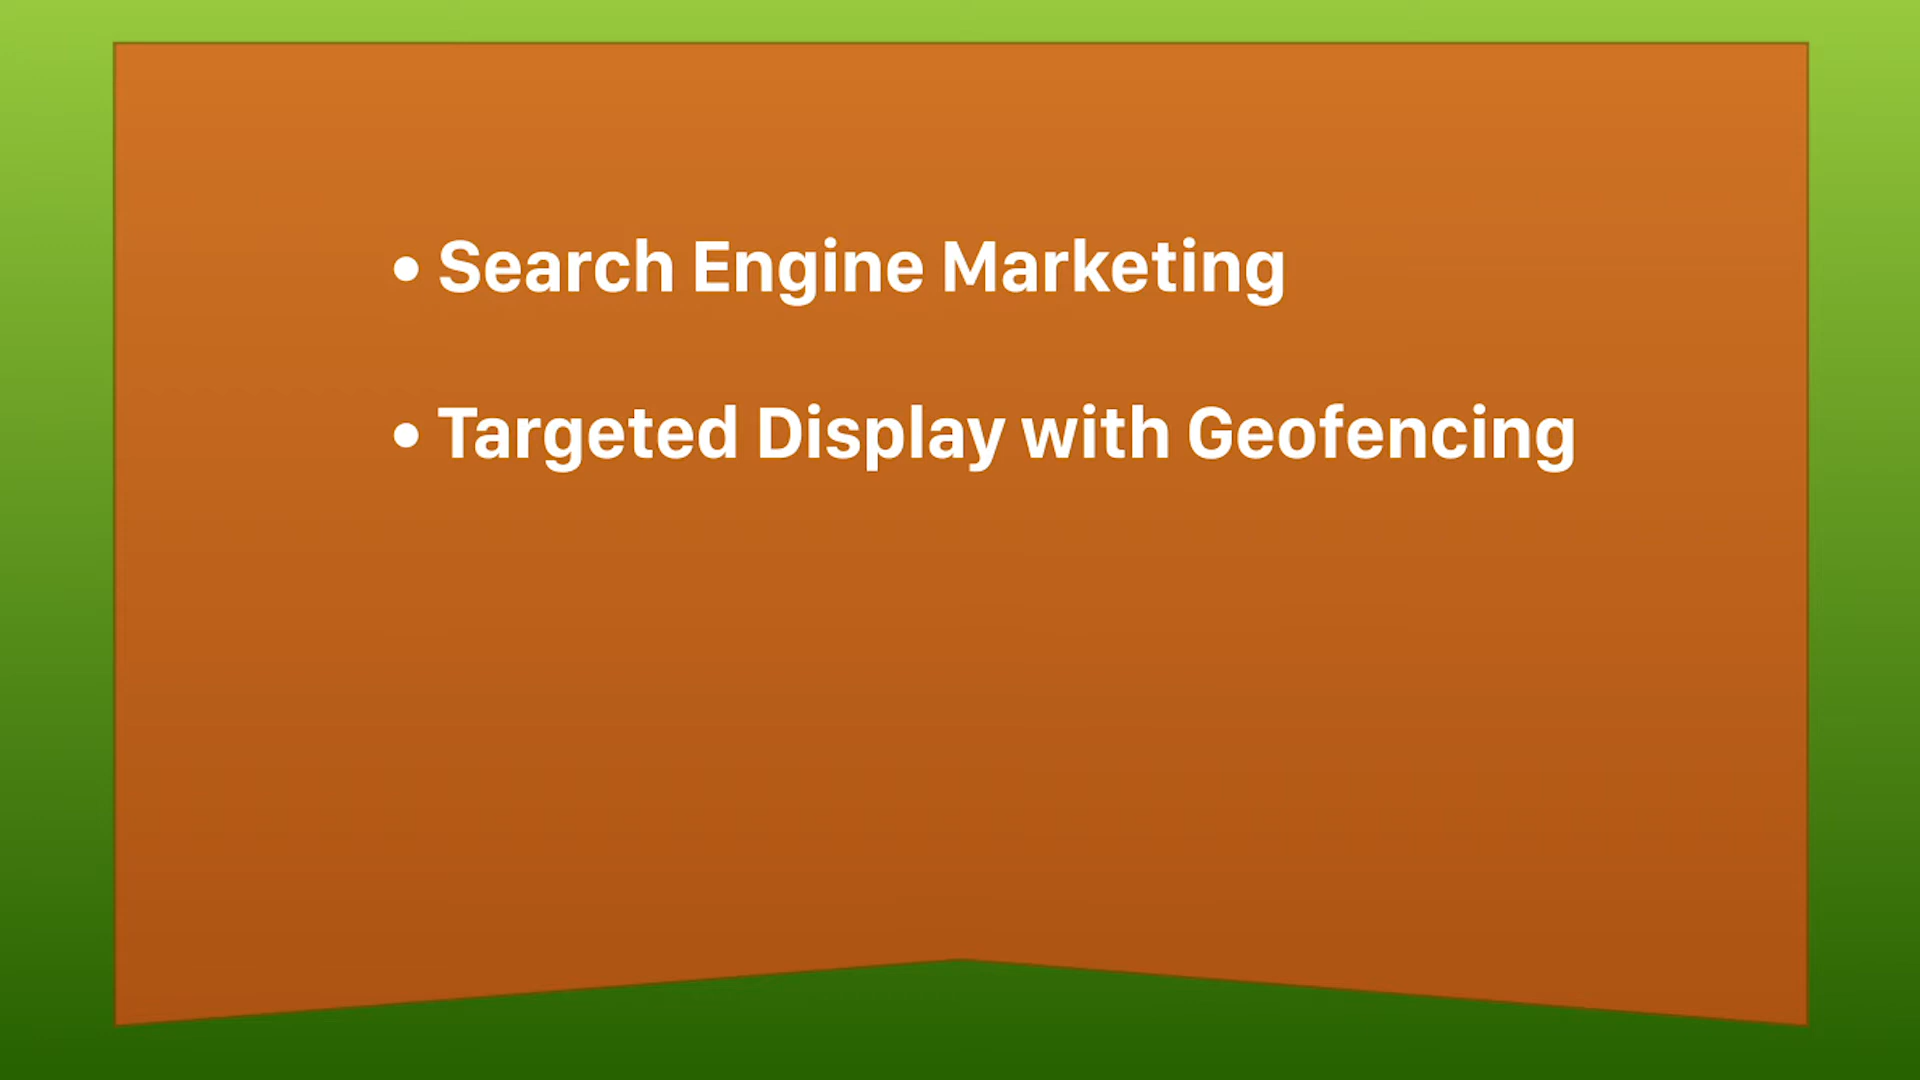 • Search Engine Marketing
• Targeted Display with Geofencing